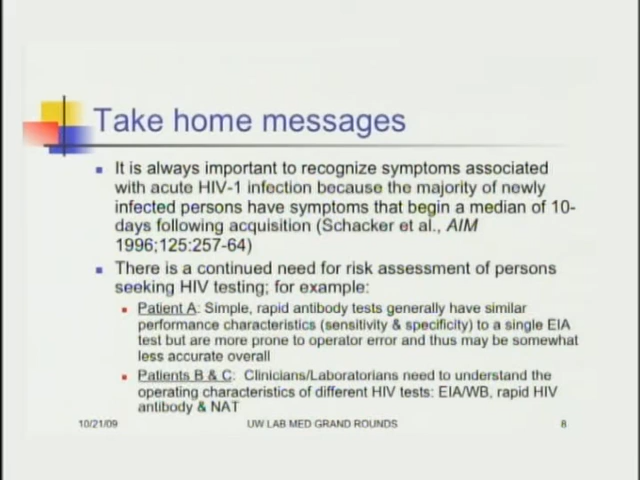 Take home messages
It is always important to recognize symptoms associated
with acute HIV-1 infection because the majority of newly
infected persons have symptoms that begin a median of 10-
days following acquisition (Schacker et al., AIM
1996;125:257-64)
There is a continued need for risk assessment of persons
seeking HIV testing; for example:
Patient A: Simple, rapid antibody tests generally have similar
performance characteristics (sensitivity & specificity) to a single EIA
test but are more prone to operator error and thus may be somewhat
less accurate overall
Patients B & C: Clinicians/Laboratorians need to understand the
operating characteristics of different HIV tests: EIA/WB, rapid HIV
antibody & NAT
10/21/09 UW LAB MED GRAND ROUNDS 8